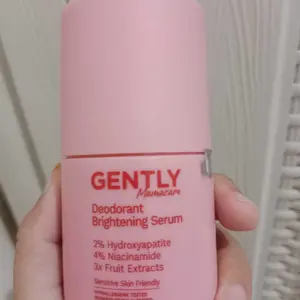 GENTLY
Mamacare
Deodorant
Brightening Serum
2% Hydroxyapatite
4% Niacinamide
3x Fruit Extracts
Sensitive Skin Friendly